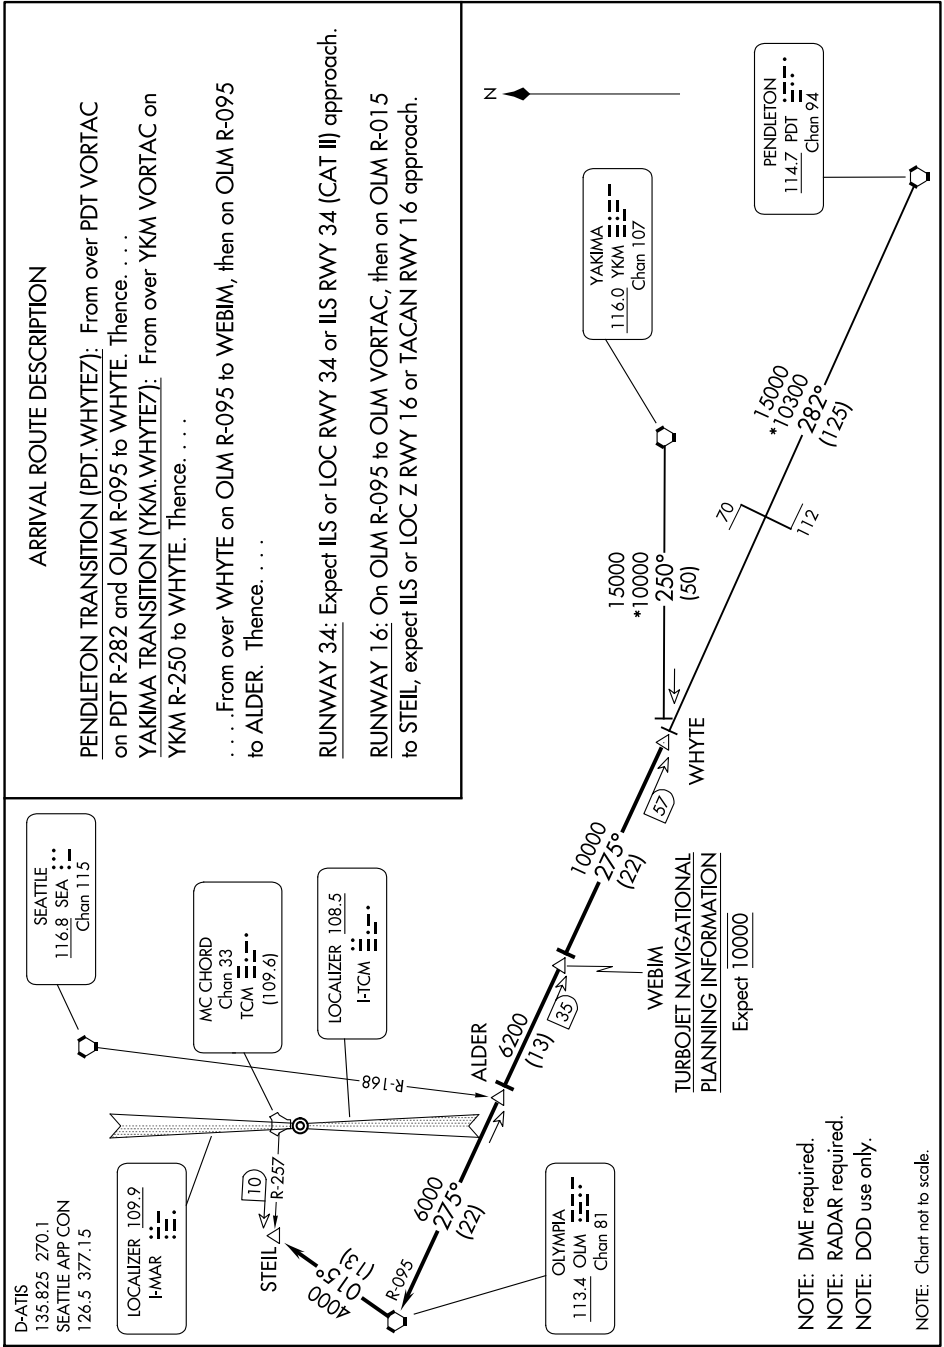 D-ATIS
135.825 270.1
SEATTLE APP CON
126.5 377.15
LOCALIZER 109.9
I-MAR
SEATTLE
116.8 SEA
Chan 115
MC CHORD
Chan 33
TCM
(109.6)
LOCALIZER 108.5
I-TCM
ARRIVAL ROUTE DESCRIPTION
PENDLETON TRANSITION (PDT.WHYTE7): From over PDT VORTAC
on PDT R-282 and OLM R-095 to WHYTE. Thence. . . .
YAKIMA TRANSITION (YKM.WHYTE7): From over YKM VORTAC on
YKM R-250 to WHYTE. Thence. . . .
. . . .From over WHYTE on OLM R-095 to WEBIM, then on OLM R-095
to ALDER. Thence. . . .
RUNWAY 34: Expect ILS or LOC RWY 34 or ILS RWY 34 (CAT II) approach.
RUNWAY 16: On OLM R-095 to OLM VORTAC, then on OLM R-015
to STEIL, expect ILS or LOC Z RWY 16 or TACAN RWY 16 approach.
N
R-168
R-257
10
STEIL
4000
015°
(13)
R-095
OLYMPIA
113.4 OLM
Chan 81
6000
275°
(22)
ALDER
6200
(13)
35
WEBIM
TURBOJET NAVIGATIONAL
PLANNING INFORMATION
Expect 10000
10000
275°
(22)
57
WHYTE
15000
*10000
250°
(50)
YAKIMA
116.0 YKM
Chan 107
70
112
15000
*10300
282°
(125)
PENDLETON
114.7 PDT
Chan 94
NOTE: DME required.
NOTE: RADAR required.
NOTE: DOD use only.
NOTE: Chart not to scale.